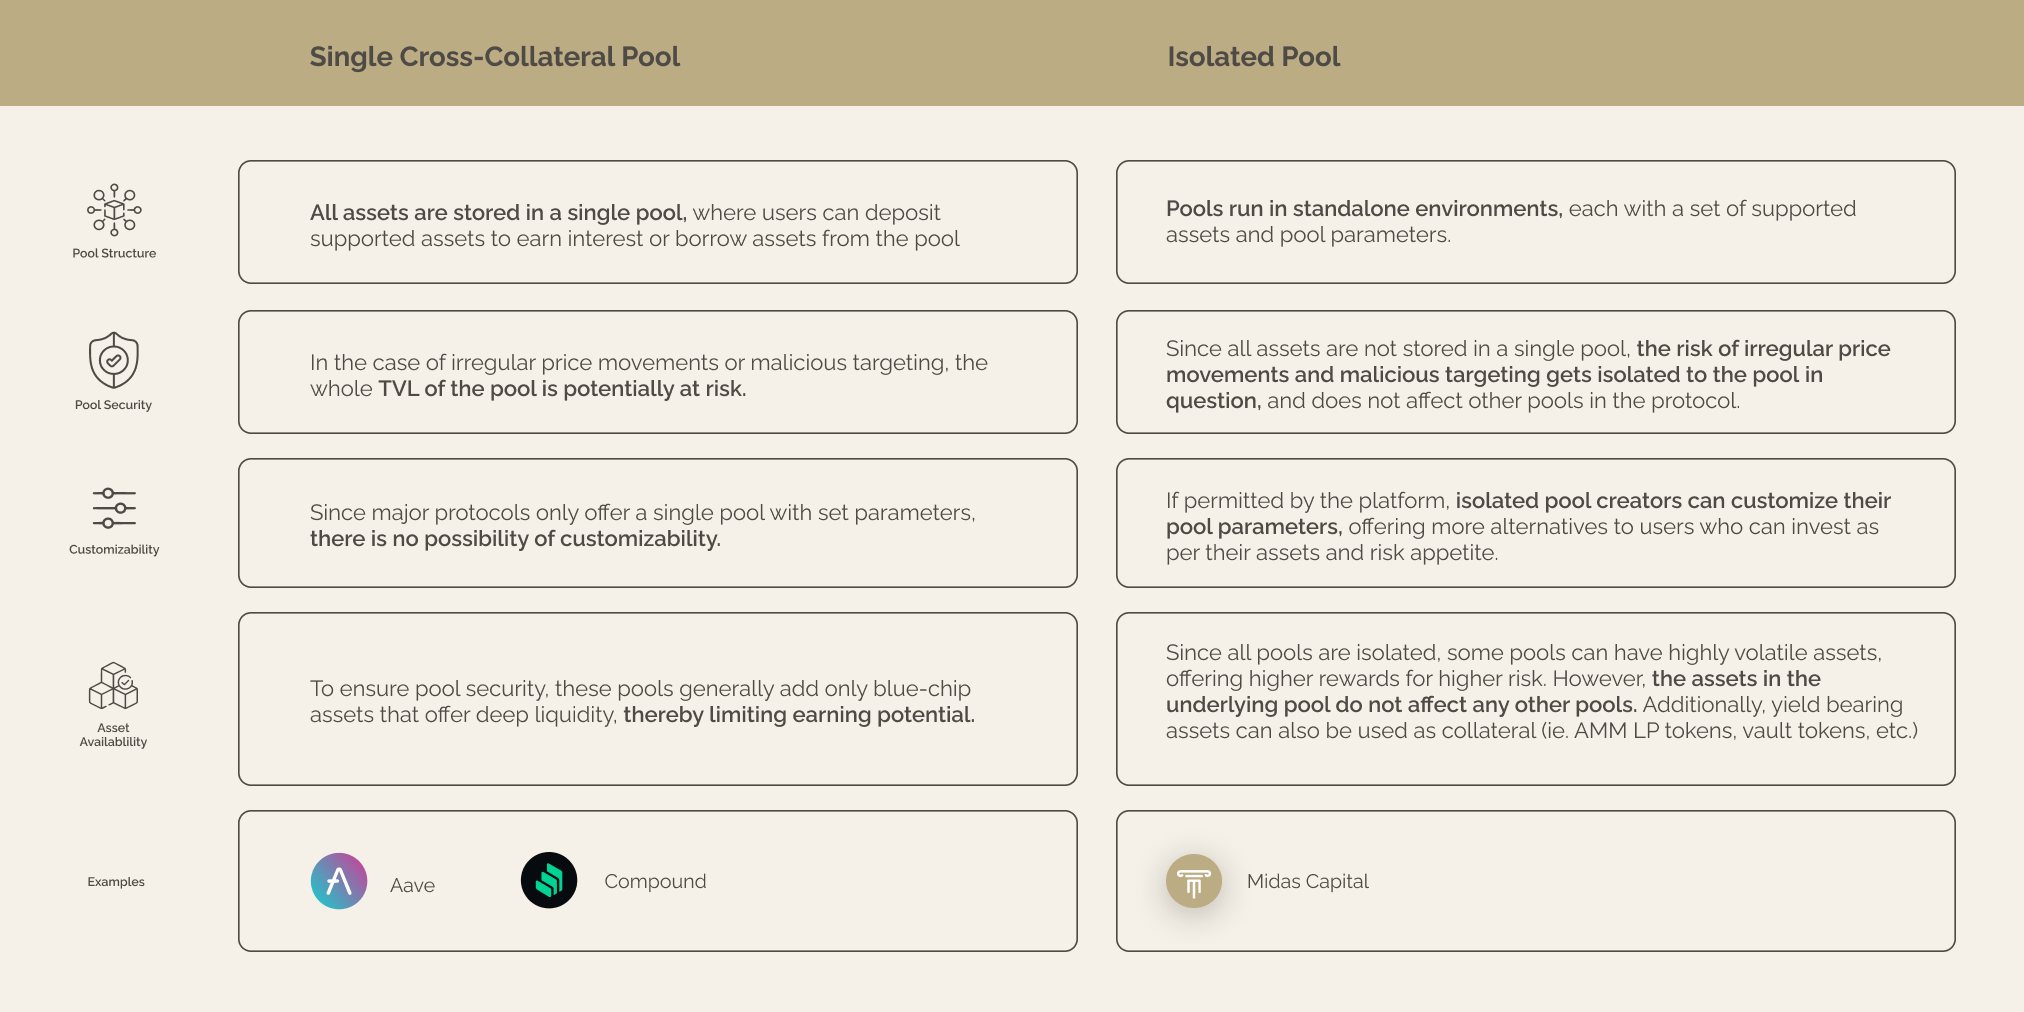 Single Cross-Collateral Pool
Isolated Pool
Pool Structure
All assets are stored in a single pool, where users can deposit
supported assets to earn interest or borrow assets from the pool
Pools run in standalone environments, each with a set of supported
assets and pool parameters.
Pool Security
In the case of irregular price movements or malicious targeting, the
whole TVL of the pool is potentially at risk.
Since all assets are not stored in a single pool, the risk of irregular price
movements and malicious targeting gets isolated to the pool in
question, and does not affect other pools in the protocol.
Customizability
Since major protocols only offer a single pool with set parameters,
there is no possibility of customizability.
If permitted by the platform, isolated pool creators can customize their
pool parameters, offering more alternatives to users who can invest as
per their assets and risk appetite.
Asset
Availablility
To ensure pool security, these pools generally add only blue-chip
assets that offer deep liquidity, thereby limiting earning potential.
Since all pools are isolated, some pools can have highly volatile assets,
offering higher rewards for higher risk. However, the assets in the
underlying pool do not affect any other pools. Additionally, yield bearing
assets can also be used as collateral (ie. AMM LP tokens, vault tokens, etc.)
Examples
Aave
Compound
Midas Capital